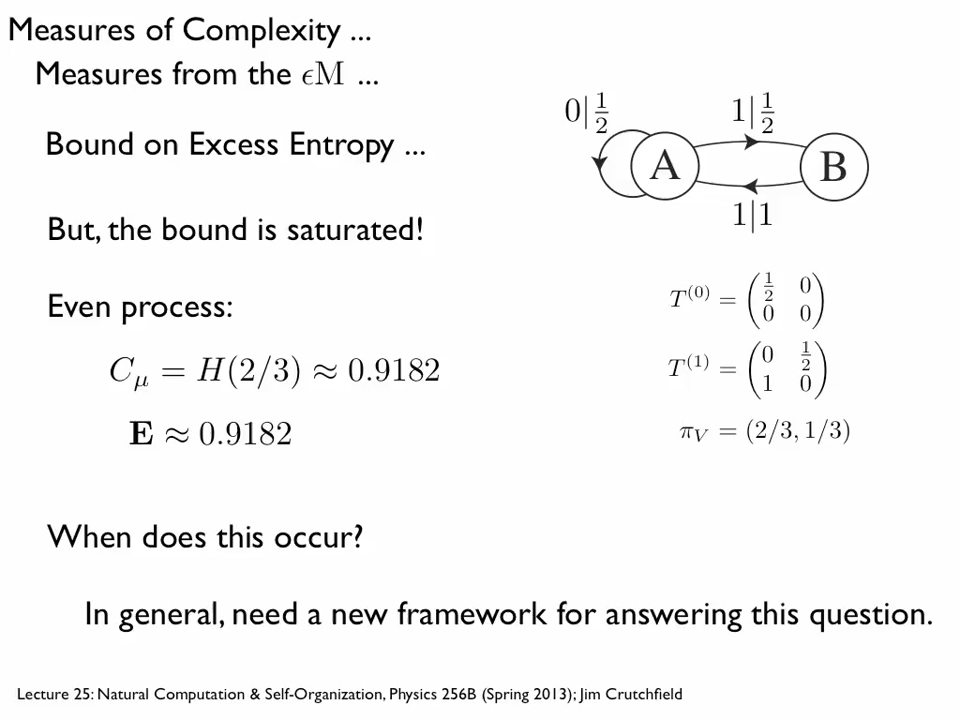 Measures of Complexity ...
Measures from the ϵM ...
Bound on Excess Entropy ...
0|½
1|½
A
B
1|1
But, the bound is saturated!
Even process:
T^(0) = (½ 0
0 0)
T^(1) = (0 ½
1 0)
C_μ = H(2/3) ≈ 0.9182
E ≈ 0.9182
π_V = (2/3, 1/3)
When does this occur?
In general, need a new framework for answering this question.
Lecture 25: Natural Computation & Self-Organization, Physics 256B (Spring 2013); Jim Crutchfield